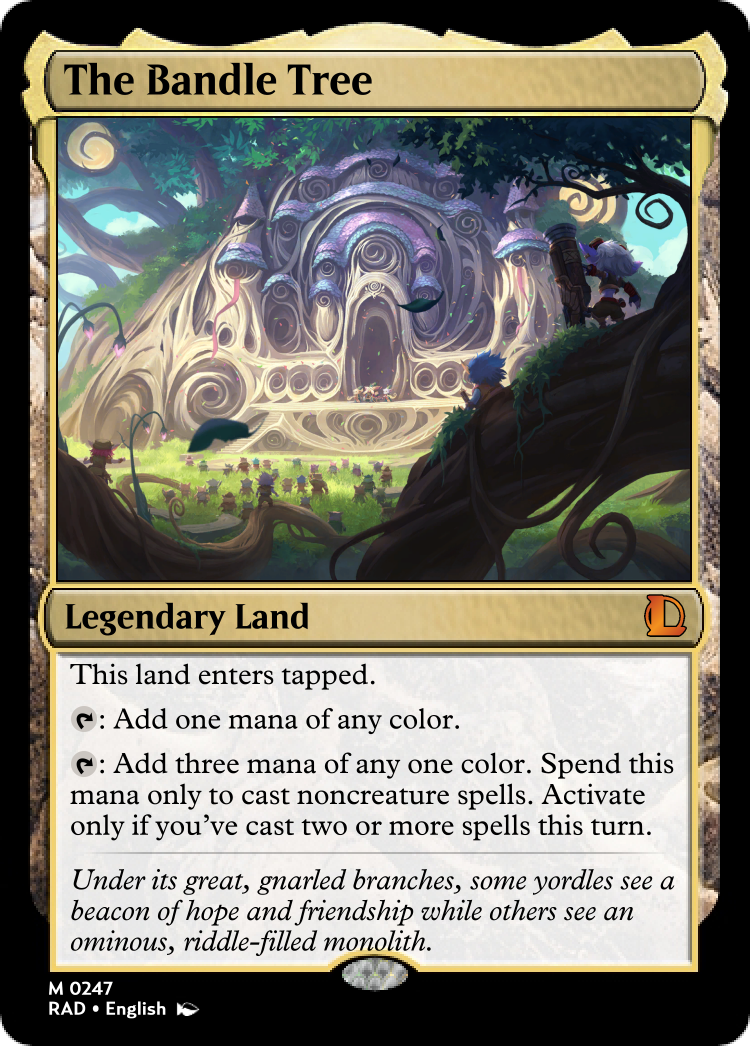 The Bandle Tree
Legendary Land
This land enters tapped.
: Add one mana of any color.
: Add three mana of any one color. Spend this
mana only to cast noncreature spells. Activate
only if you’ve cast two or more spells this turn.
Under its great, gnarled branches, some yordles see a
beacon of hope and friendship while others see an
ominous, riddle-filled monolith.
M 0247
RAD • English